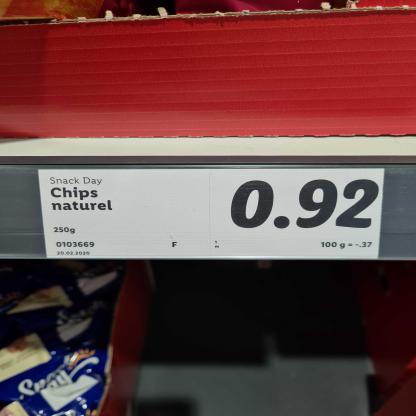 Snack Day
Chips
naturel
0.92
250g
0103669 F
100 g = -.37
20.02.2020